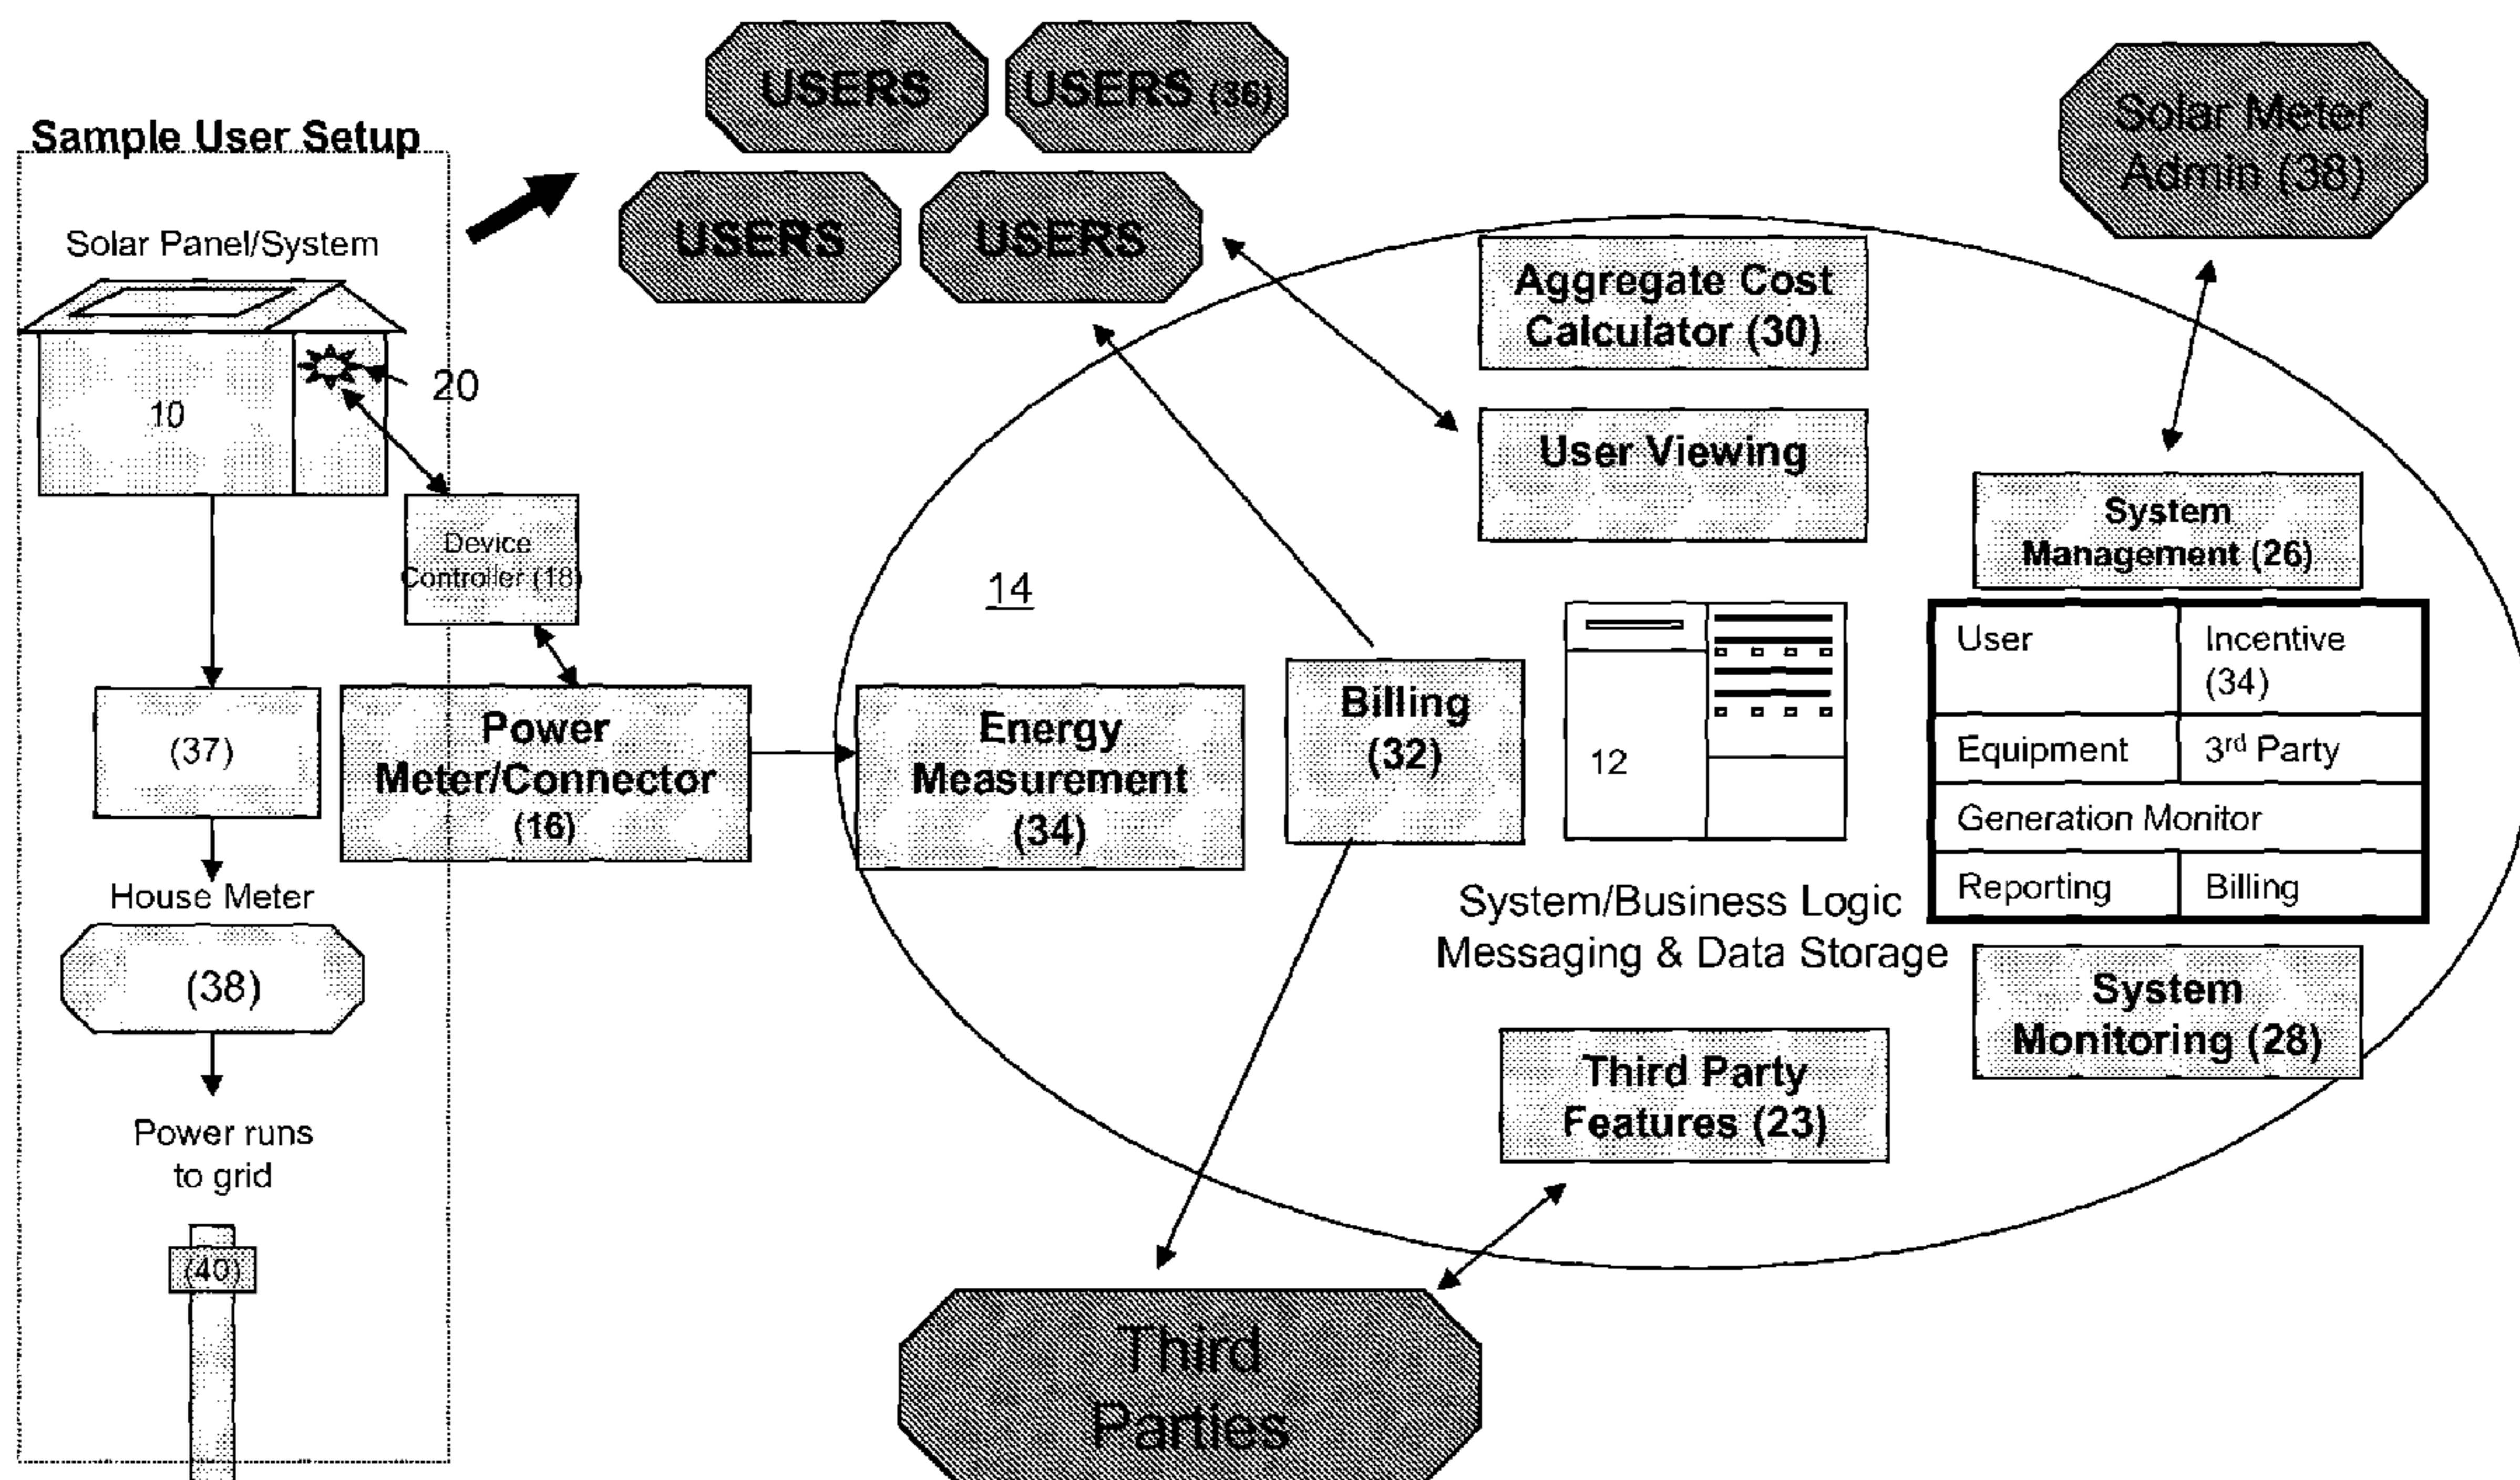 Sample User Setup
Solar Panel/System
10
20
Device
Controller (18)
(37)
House Meter
(38)
Power runs
to grid
(40)
Power
Meter/Connector
(16)
USERS
USERS (36)
USERS
USERS
14
Energy
Measurement
(34)
Billing
(32)
Aggregate Cost
Calculator (30)
User Viewing
12
System/Business Logic
Messaging & Data Storage
Third Party
Features (23)
Third
Parties
Solar Meter
Admin (38)
System
Management (26)
User
Incentive
(34)
Equipment
3rd Party
Generation Monitor
Reporting
Billing
System
Monitoring (28)